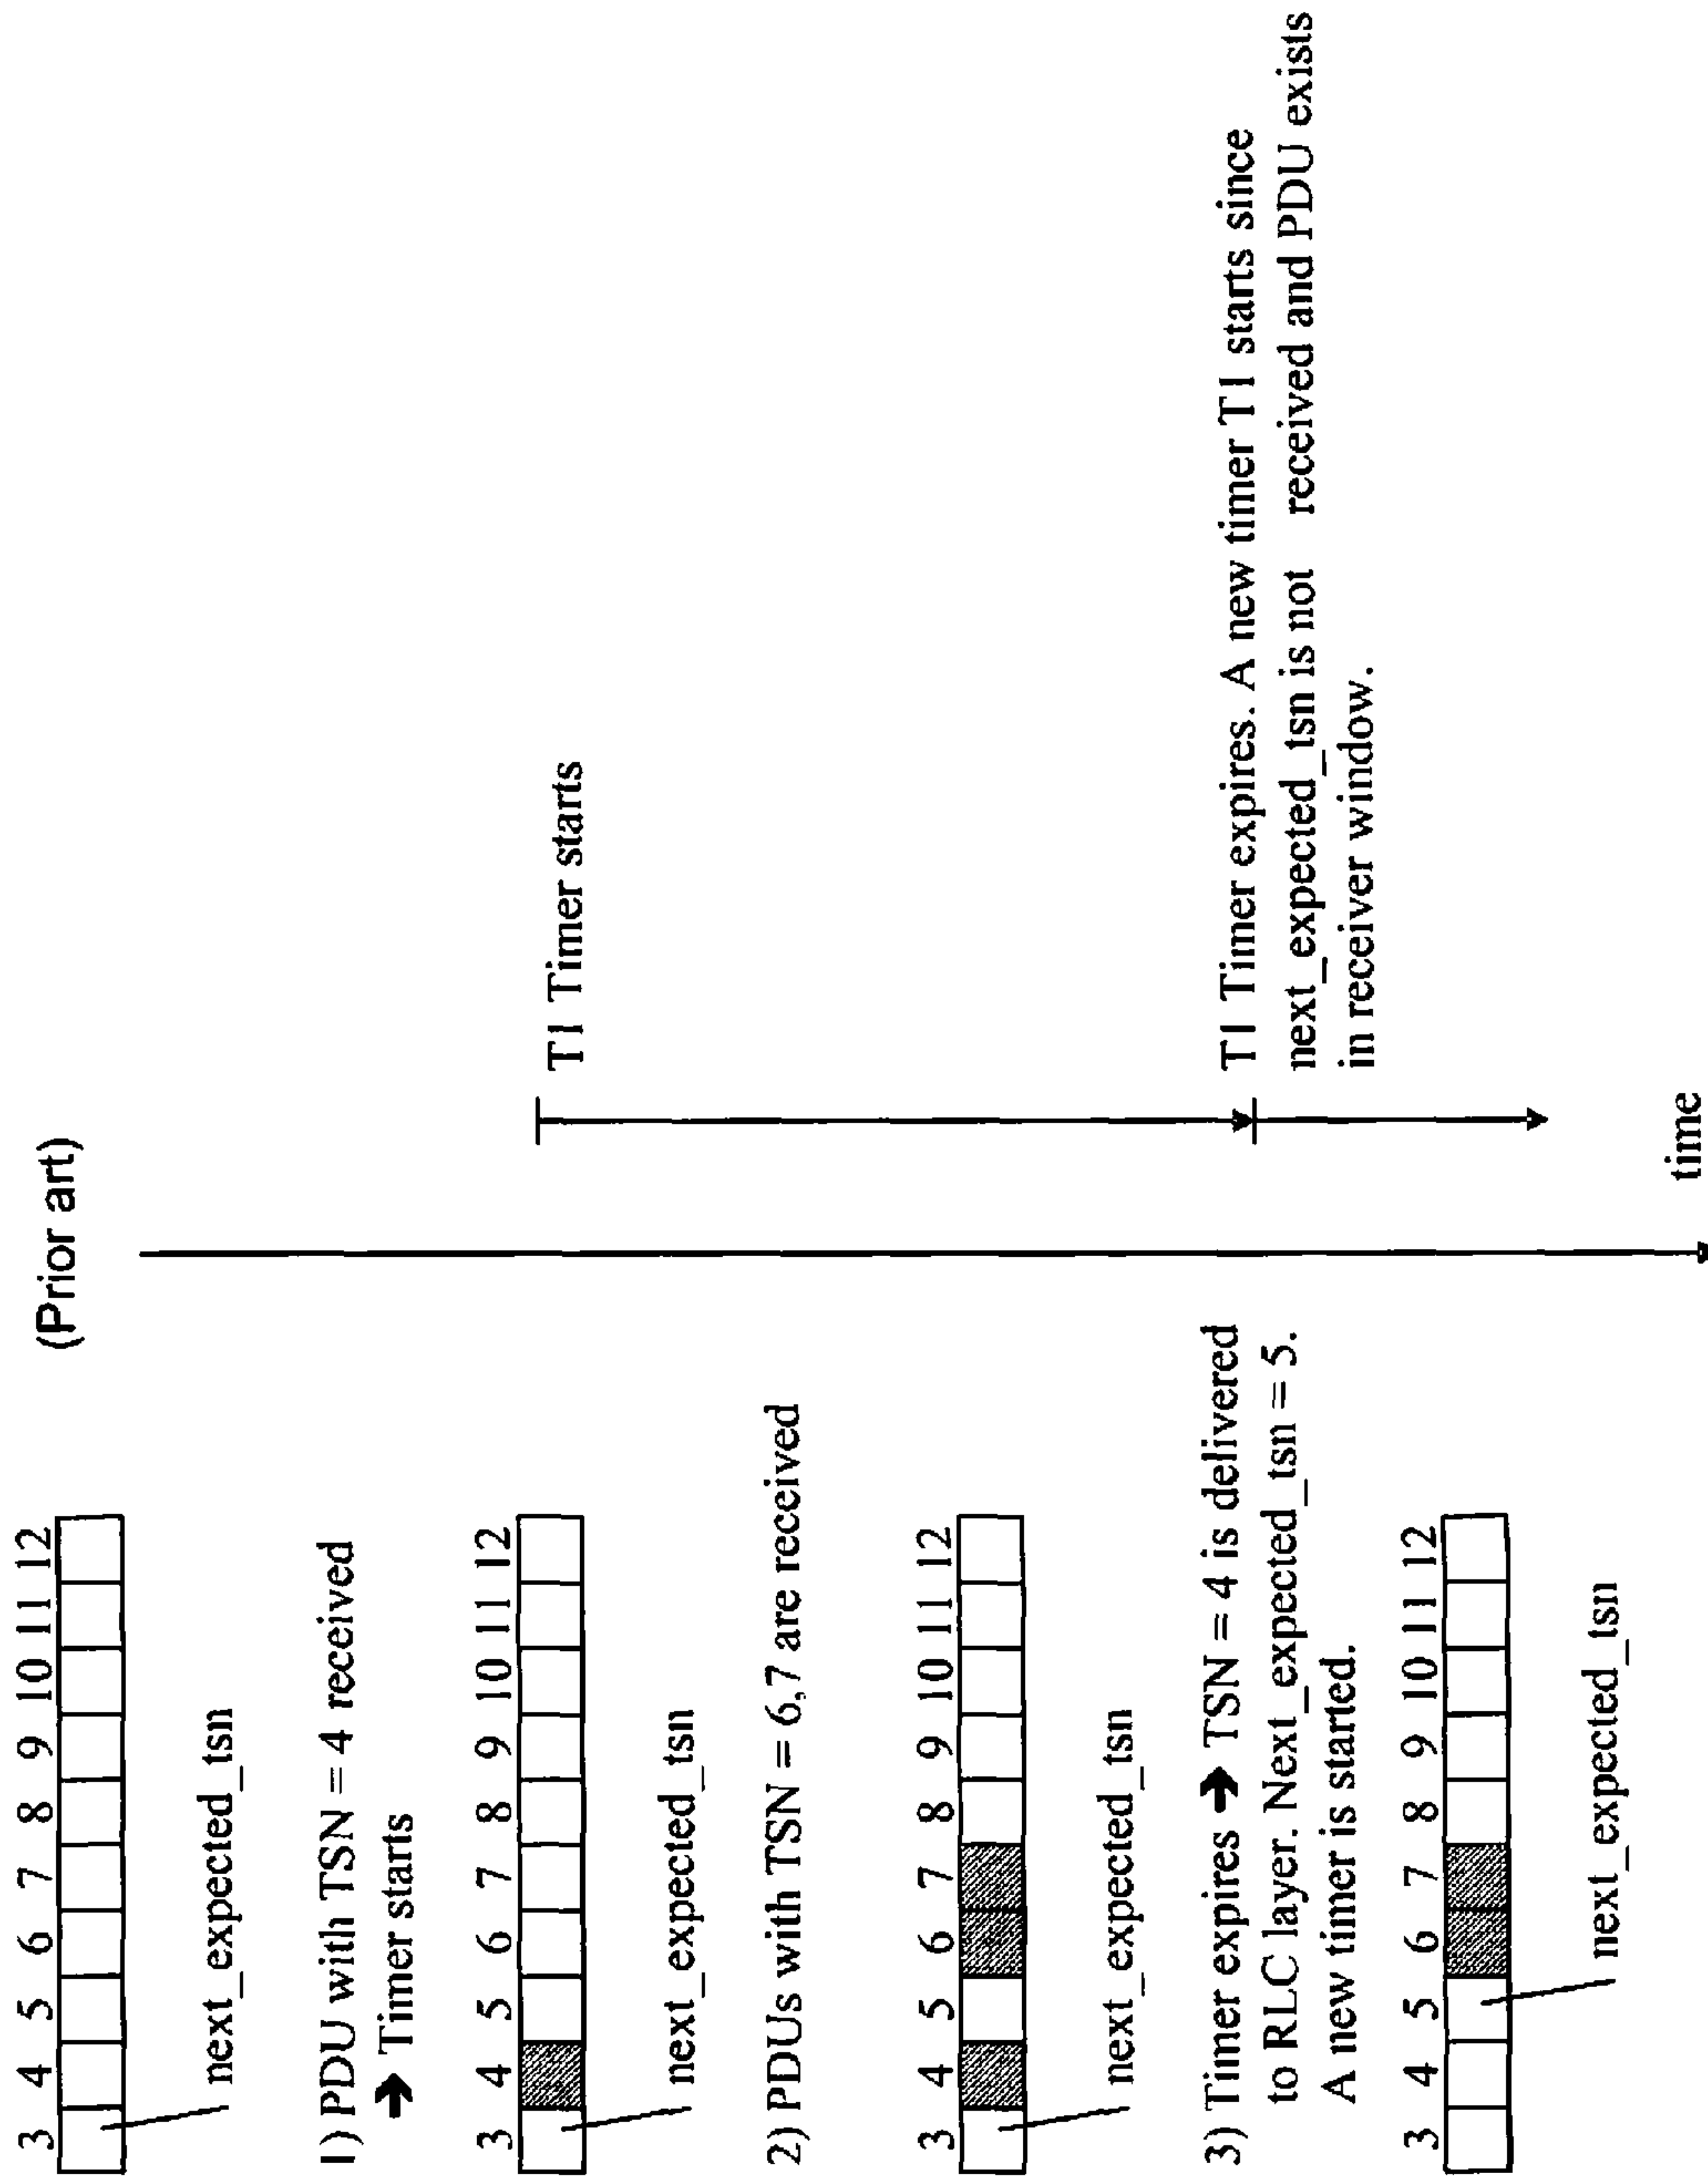 (Prior art)
3 4 5 6 7 8 9 10 11 12
next_expected_tsn
1) PDU with TSN = 4 received
➔ Timer starts
3 4 5 6 7 8 9 10 11 12
next_expected_tsn
2) PDUs with TSN = 6,7 are received
3 4 5 6 7 8 9 10 11 12
next_expected_tsn
3) Timer expires ➔ TSN = 4 is delivered
to RLC layer. Next_expected_tsn = 5.
A new timer is started.
3 4 5 6 7 8 9 10 11 12
next_expected_tsn
T1 Timer starts
T1 Timer expires. A new timer T1 starts since
next_expected_tsn is not received and PDU exists
in receiver window.
time